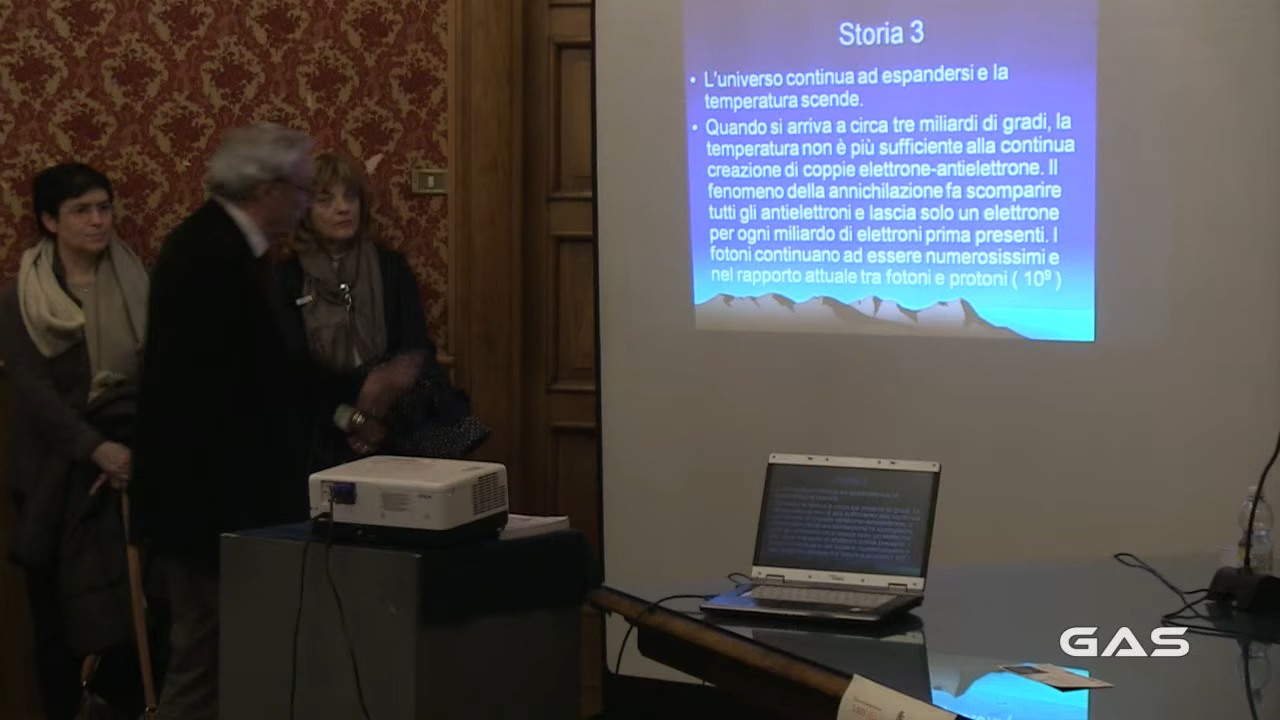 Storia 3
• L'universo continua ad espandersi e la
temperatura scende.
• Quando si arriva a circa tre miliardi di gradi, la
temperatura non è più sufficiente alla continua
creazione di coppie elettrone-antielettrone. Il
fenomeno della annichilazione fa scomparire
tutti gli antielettroni e lascia solo un elettrone
per ogni miliardo di elettroni prima presenti. I
fotoni continuano ad essere numerosissimi e
nel rapporto attuale tra fotoni e protoni ( 10⁹ )
GAS